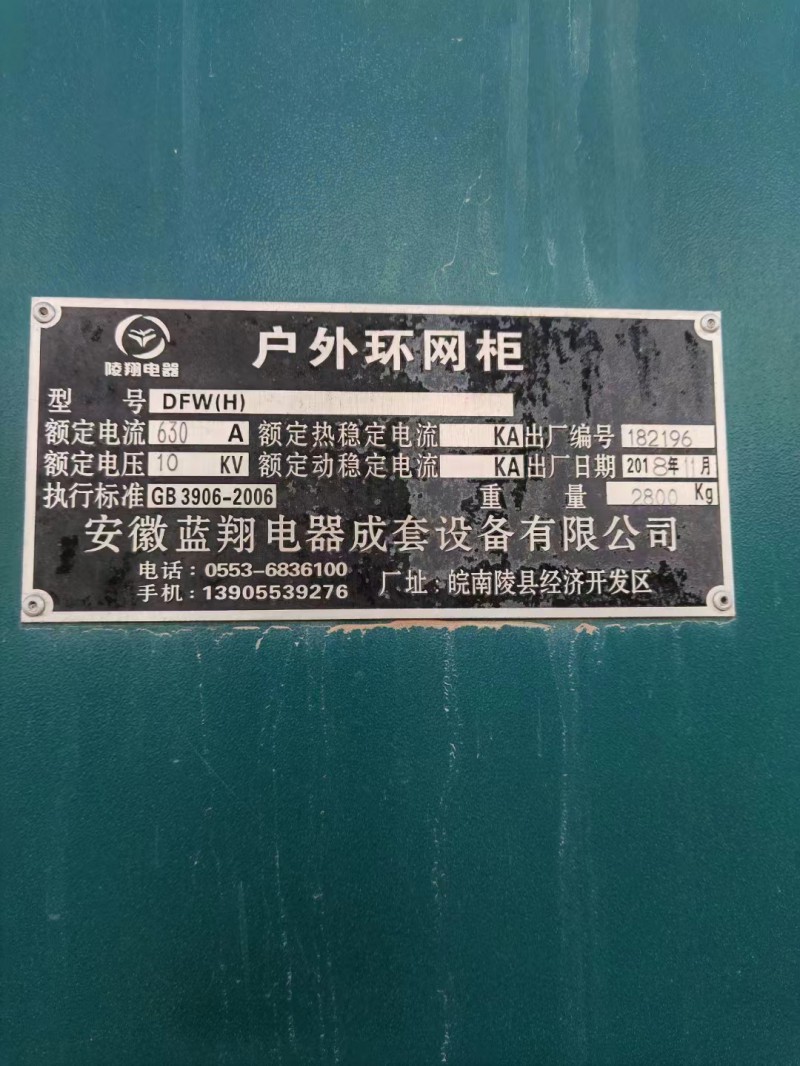 陵翔电器
户外环网柜
型 号 DFW(H)
额定电流 630 A 额定热稳定电流 KA 出厂编号 182196
额定电压 10 KV 额定动稳定电流 KA 出厂日期 2018年11月
执行标准 GB 3906-2006 重 量 2800 Kg
安徽蓝翔电器成套设备有限公司
电话：0553-6836100
手机：13905539276
厂址：皖南陵县经济开发区